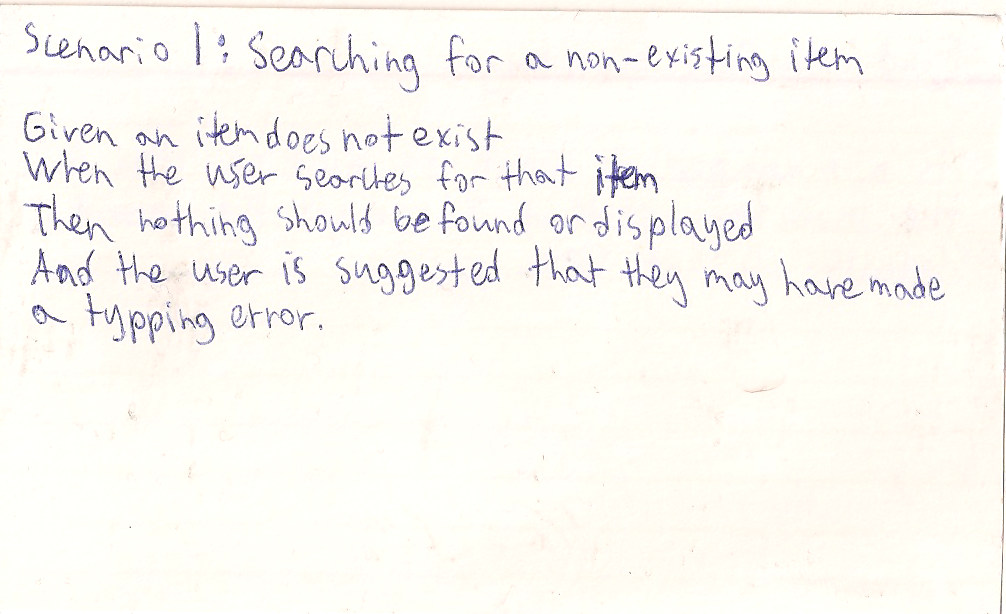 Scenario 1: Searching for a non-existing item
Given an item does not exist
When the user searches for that item
Then nothing should be found or displayed
And the user is suggested that they may have made
a typping error.